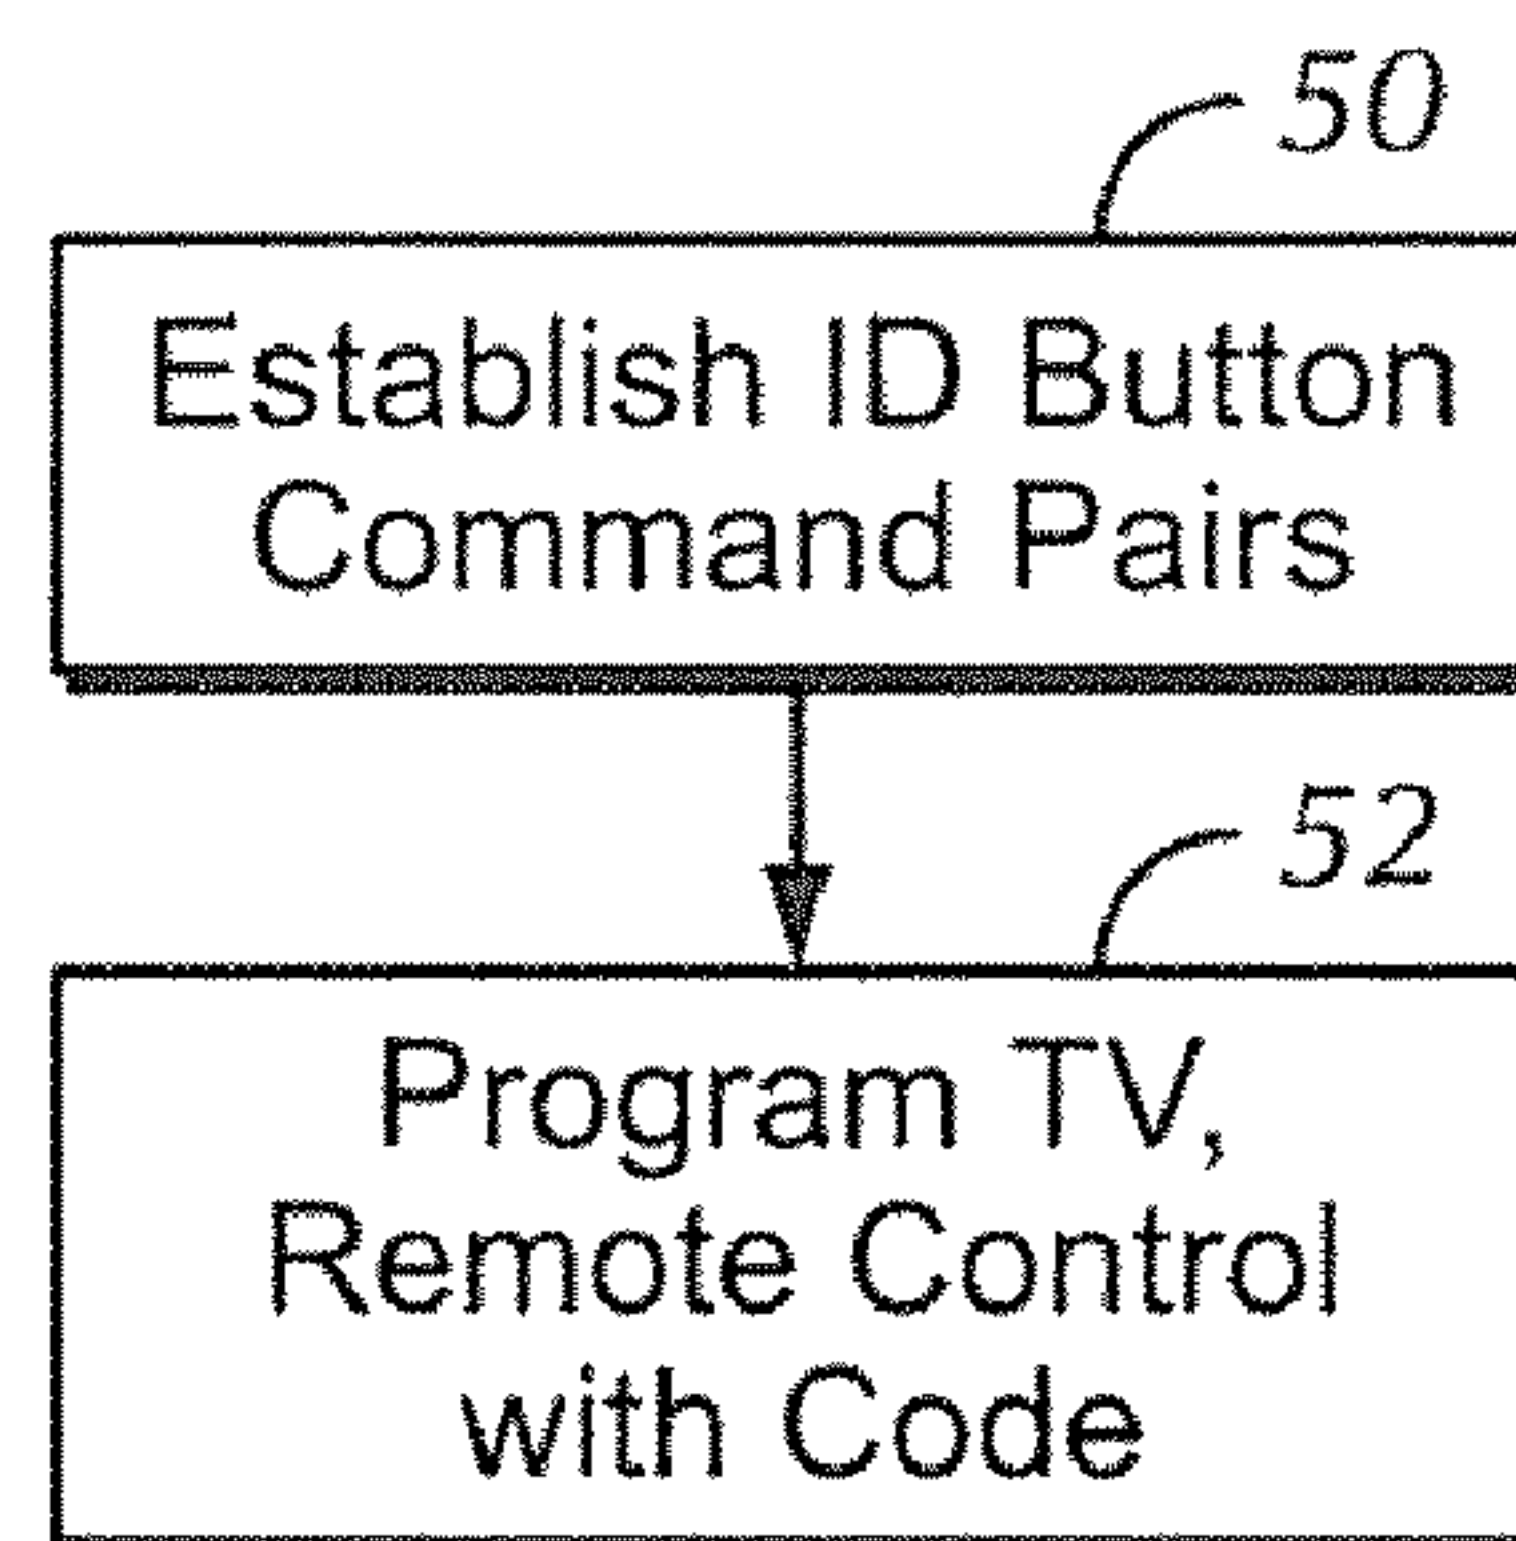 50
Establish ID Button
Command Pairs
52
Program TV,
Remote Control
with Code